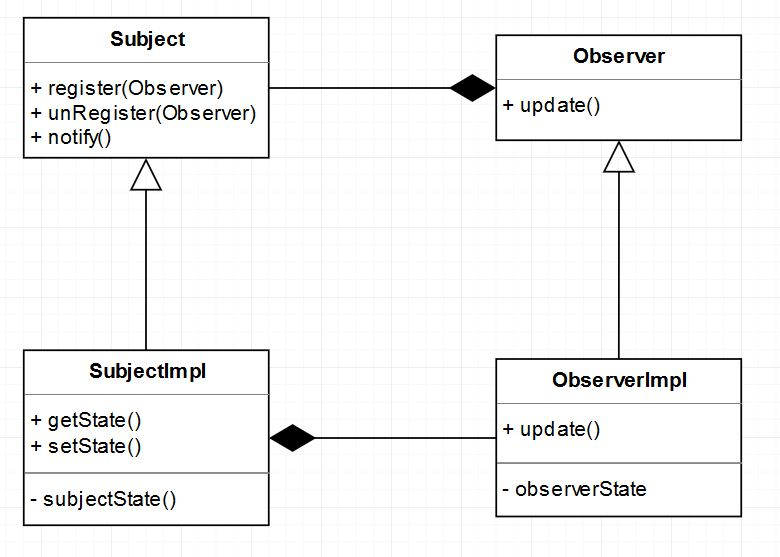 Subject
+ register(Observer)
+ unRegister(Observer)
+ notify()
Observer
+ update()
SubjectImpl
+ getState()
+ setState()
- subjectState()
ObserverImpl
+ update()
- observerState